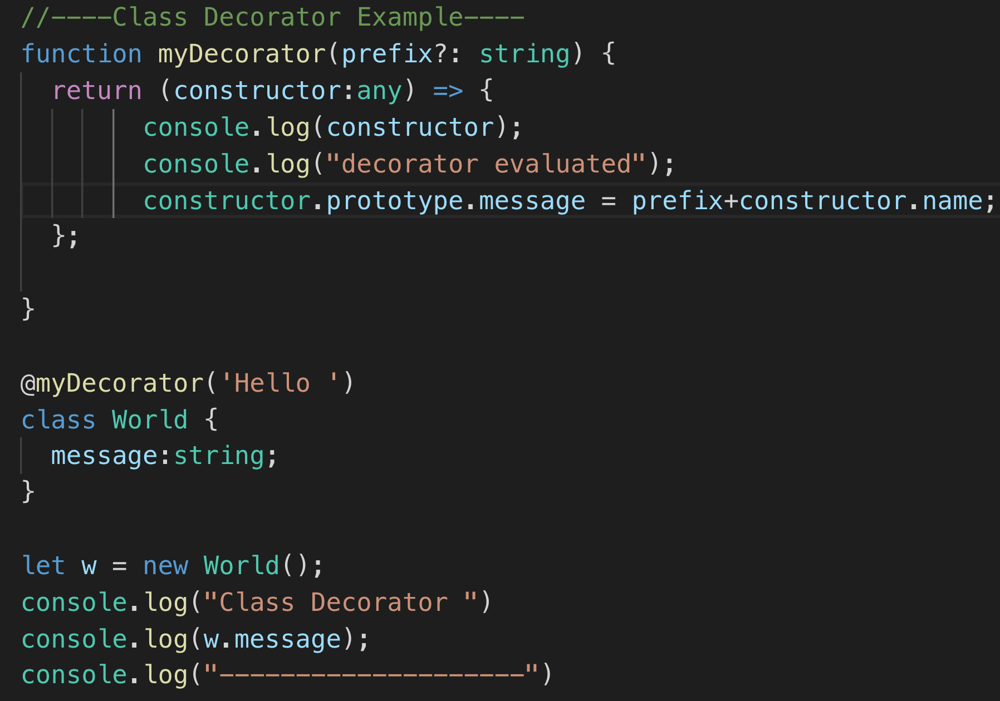 //----Class Decorator Example----
function myDecorator(prefix?: string) {
  return (constructor:any) => {
        console.log(constructor);
        console.log("decorator evaluated");
        constructor.prototype.message = prefix+constructor.name;
  };
}
@myDecorator('Hello ')
class World {
  message:string;
}
let w = new World();
console.log("Class Decorator ")
console.log(w.message);
console.log("--------------------")